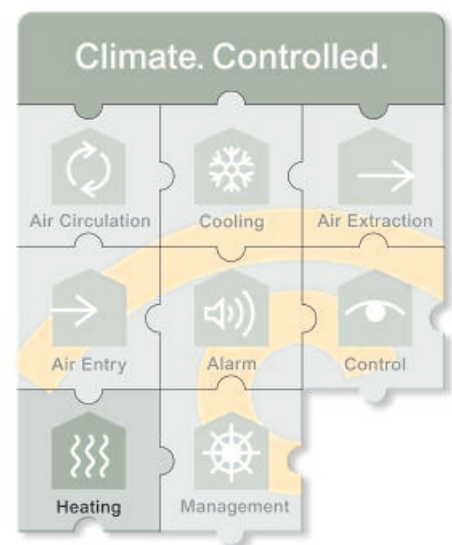 Climate. Controlled.
Air Circulation
Cooling
Air Extraction
Air Entry
Alarm
Control
Heating
Management